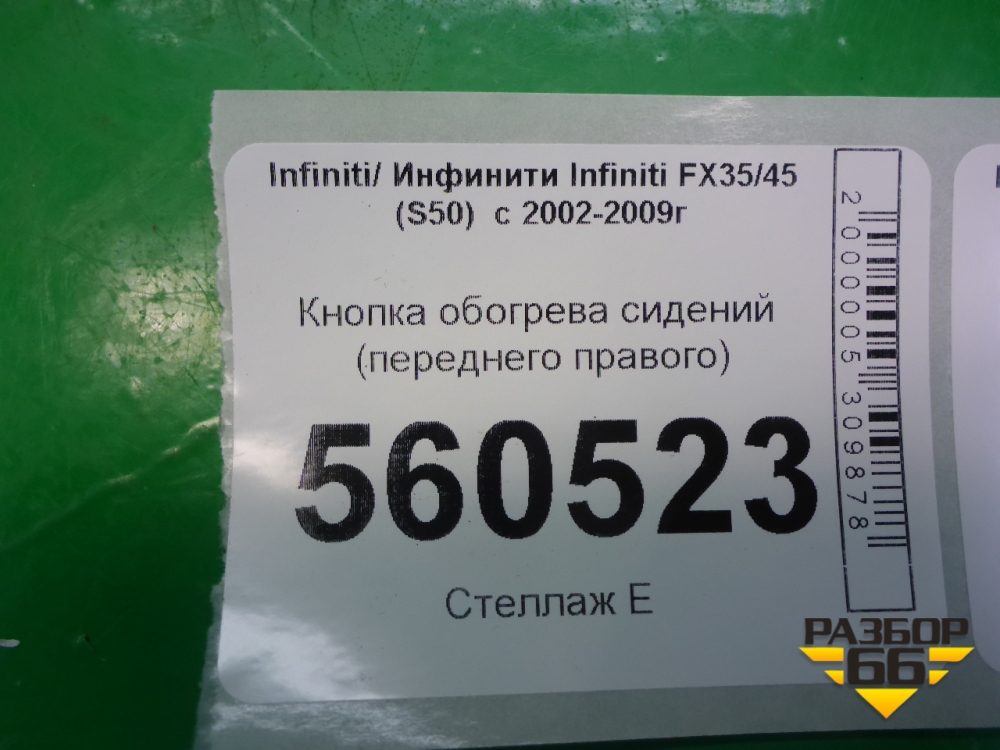 Infiniti/ Инфинити Infiniti FX35/45
(S50) с 2002-2009г
Кнопка обогрева сидений
(переднего правого)
560523
Стеллаж Е
2000005309878
РАЗБОР
66